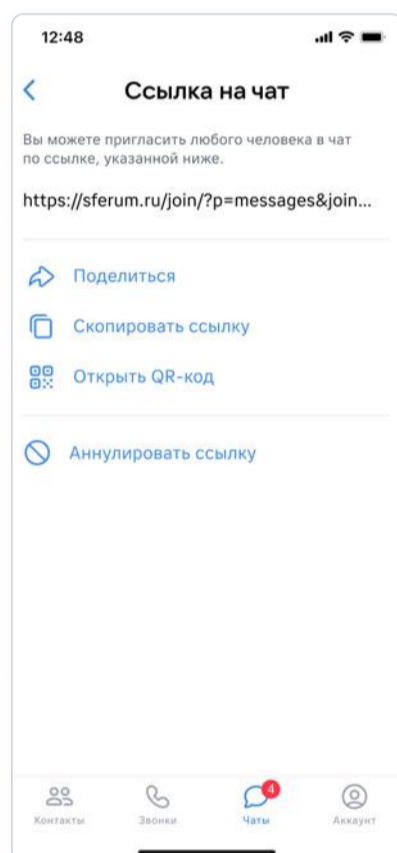 12:48
Ссылка на чат
Вы можете пригласить любого человека в чат
по ссылке, указанной ниже.
https://sferum.ru/join/?p=messages&join...
Поделиться
Скопировать ссылку
Открыть QR-код
Аннулировать ссылку
4
Контакты Звонки Чаты Аккаунт